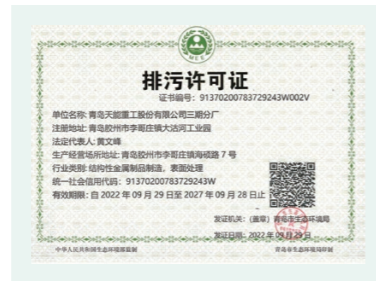 排污许可证
证书编号：91370200783729243W002V
单位名称:青岛天能重工股份有限公司三期分厂
注册地址:青岛胶州市李哥庄镇大沽河工业园
法定代表人:黄文峰
生产经营场所地址:青岛胶州市李哥庄镇海硕路7号
行业类别:结构性金属制品制造，表面处理
统一社会信用代码：91370200783729243W
有效期限：自2022年09月29日至2027年09月28日止
发证机关：（盖章）青岛市生态环境局
发证日期：2022年09月29日
中华人民共和国生态环境部监制
青岛市生态环境局印制